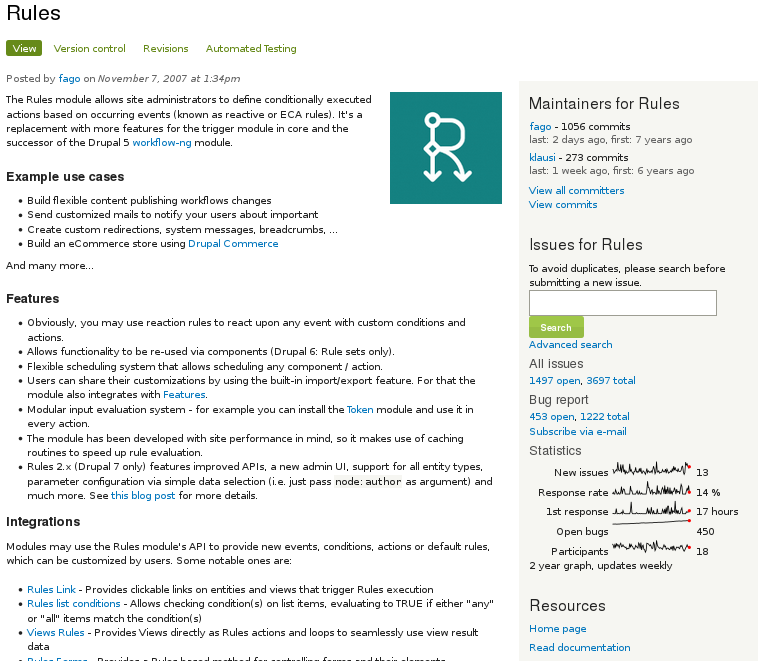 Rules
View Version control Revisions Automated Testing
Posted by fago on November 7, 2007 at 1:34pm
The Rules module allows site administrators to define conditionally executed
actions based on occurring events (known as reactive or ECA rules). It's a
replacement with more features for the trigger module in core and the
successor of the Drupal 5 workflow-ng module.
Example use cases
• Build flexible content publishing workflows changes
• Send customized mails to notify your users about important
• Create custom redirections, system messages, breadcrumbs, ...
• Build an eCommerce store using Drupal Commerce
And many more...
Features
• Obviously, you may use reaction rules to react upon any event with custom conditions and
actions.
• Allows functionality to be re-used via components (Drupal 6: Rule sets only).
• Flexible scheduling system that allows scheduling any component / action.
• Users can share their customizations by using the built-in import/export feature. For that the
module also integrates with Features.
• Modular input evaluation system - for example you can install the Token module and use it in
every action.
• The module has been developed with site performance in mind, so it makes use of caching
routines to speed up rule evaluation.
• Rules 2.x (Drupal 7 only) features improved APIs, a new admin UI, support for all entity types,
parameter configuration via simple data selection (i.e. just pass node:author as argument) and
much more. See this blog post for more details.
Integrations
Modules may use the Rules module's API to provide new events, conditions, actions or default rules,
which can be customized by users. Some notable ones are:
• Rules Link - Provides clickable links on entities and views that trigger Rules execution
• Rules list conditions - Allows checking condition(s) on list items, evaluating to TRUE if either "any"
or "all" items match the condition(s)
• Views Rules - Provides Views directly as Rules actions and loops to seamlessly use view result
data
• Rules Forms - Provides a Rules based method for controlling forms and their elements
Maintainers for Rules
fago - 1056 commits
last: 2 days ago, first: 7 years ago
klausi - 273 commits
last: 1 week ago, first: 6 years ago
View all committers
View commits
Issues for Rules
To avoid duplicates, please search before
submitting a new issue.
Search
Advanced search
All issues
1497 open, 3697 total
Bug report
453 open, 1222 total
Subscribe via e-mail
Statistics
New issues 13
Response rate 14 %
1st response 17 hours
Open bugs 450
Participants 18
2 year graph, updates weekly
Resources
Home page
Read documentation